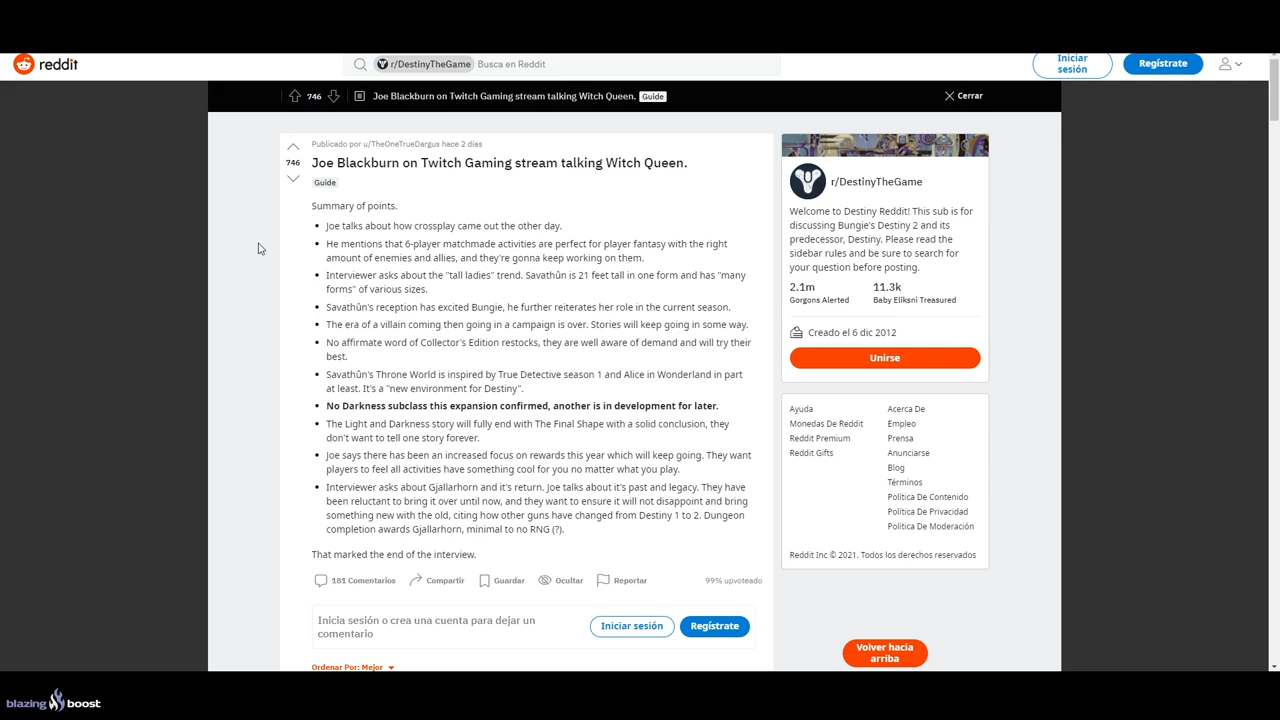 reddit
r/DestinyTheGame Busca en Reddit
Iniciar sesión
Regístrate
746 Joe Blackburn on Twitch Gaming stream talking Witch Queen. Guide
Cerrar
Publicado por u/TheOneTrueDargus hace 2 días
746
Joe Blackburn on Twitch Gaming stream talking Witch Queen.
Guide
Summary of points.
• Joe talks about how crossplay came out the other day.
• He mentions that 6-player matchmade activities are perfect for player fantasy with the right
amount of enemies and allies, and they're gonna keep working on them.
• Interviewer asks about the "tall ladies" trend. Savathûn is 21 feet tall in one form and has "many
forms" of various sizes.
• Savathûn's reception has excited Bungie, he further reiterates her role in the current season.
• The era of a villain coming then going in a campaign is over. Stories will keep going in some way.
• No affirmate word of Collector's Edition restocks, they are well aware of demand and will try their
best.
• Savathûn's Throne World is inspired by True Detective season 1 and Alice in Wonderland in part
at least. It's a "new environment for Destiny".
• No Darkness subclass this expansion confirmed, another is in development for later.
• The Light and Darkness story will fully end with The Final Shape with a solid conclusion, they
don't want to tell one story forever.
• Joe says there has been an increased focus on rewards this year which will keep going. They want
players to feel all activities have something cool for you no matter what you play.
• Interviewer asks about Gjallarhorn and it's return. Joe talks about it's past and legacy. They have
been reluctant to bring it over until now, and they want to ensure it will not disappoint and bring
something new with the old, citing how other guns have changed from Destiny 1 to 2. Dungeon
completion awards Gjallarhorn, minimal to no RNG (?).
That marked the end of the interview.
181 Comentarios Compartir Guardar Ocultar Reportar 99% upvoteado
Inicia sesión o crea una cuenta para dejar un
comentario
Iniciar sesión
Regístrate
Ordenar Por: Mejor
r/DestinyTheGame
Welcome to Destiny Reddit! This sub is for
discussing Bungie's Destiny 2 and its
predecessor, Destiny. Please read the
sidebar rules and be sure to search for
your question before posting.
2.1m 11.3k
Gorgons Alerted Baby Eliksni Treasured
Creado el 6 dic 2012
Unirse
Ayuda Acerca De
Monedas De Reddit Empleo
Reddit Premium Prensa
Reddit Gifts Anunciarse
Blog
Términos
Política De Contenido
Política De Privacidad
Política De Moderación
Reddit Inc © 2021. Todos los derechos reservados
Volver hacia
arriba
blazing boost